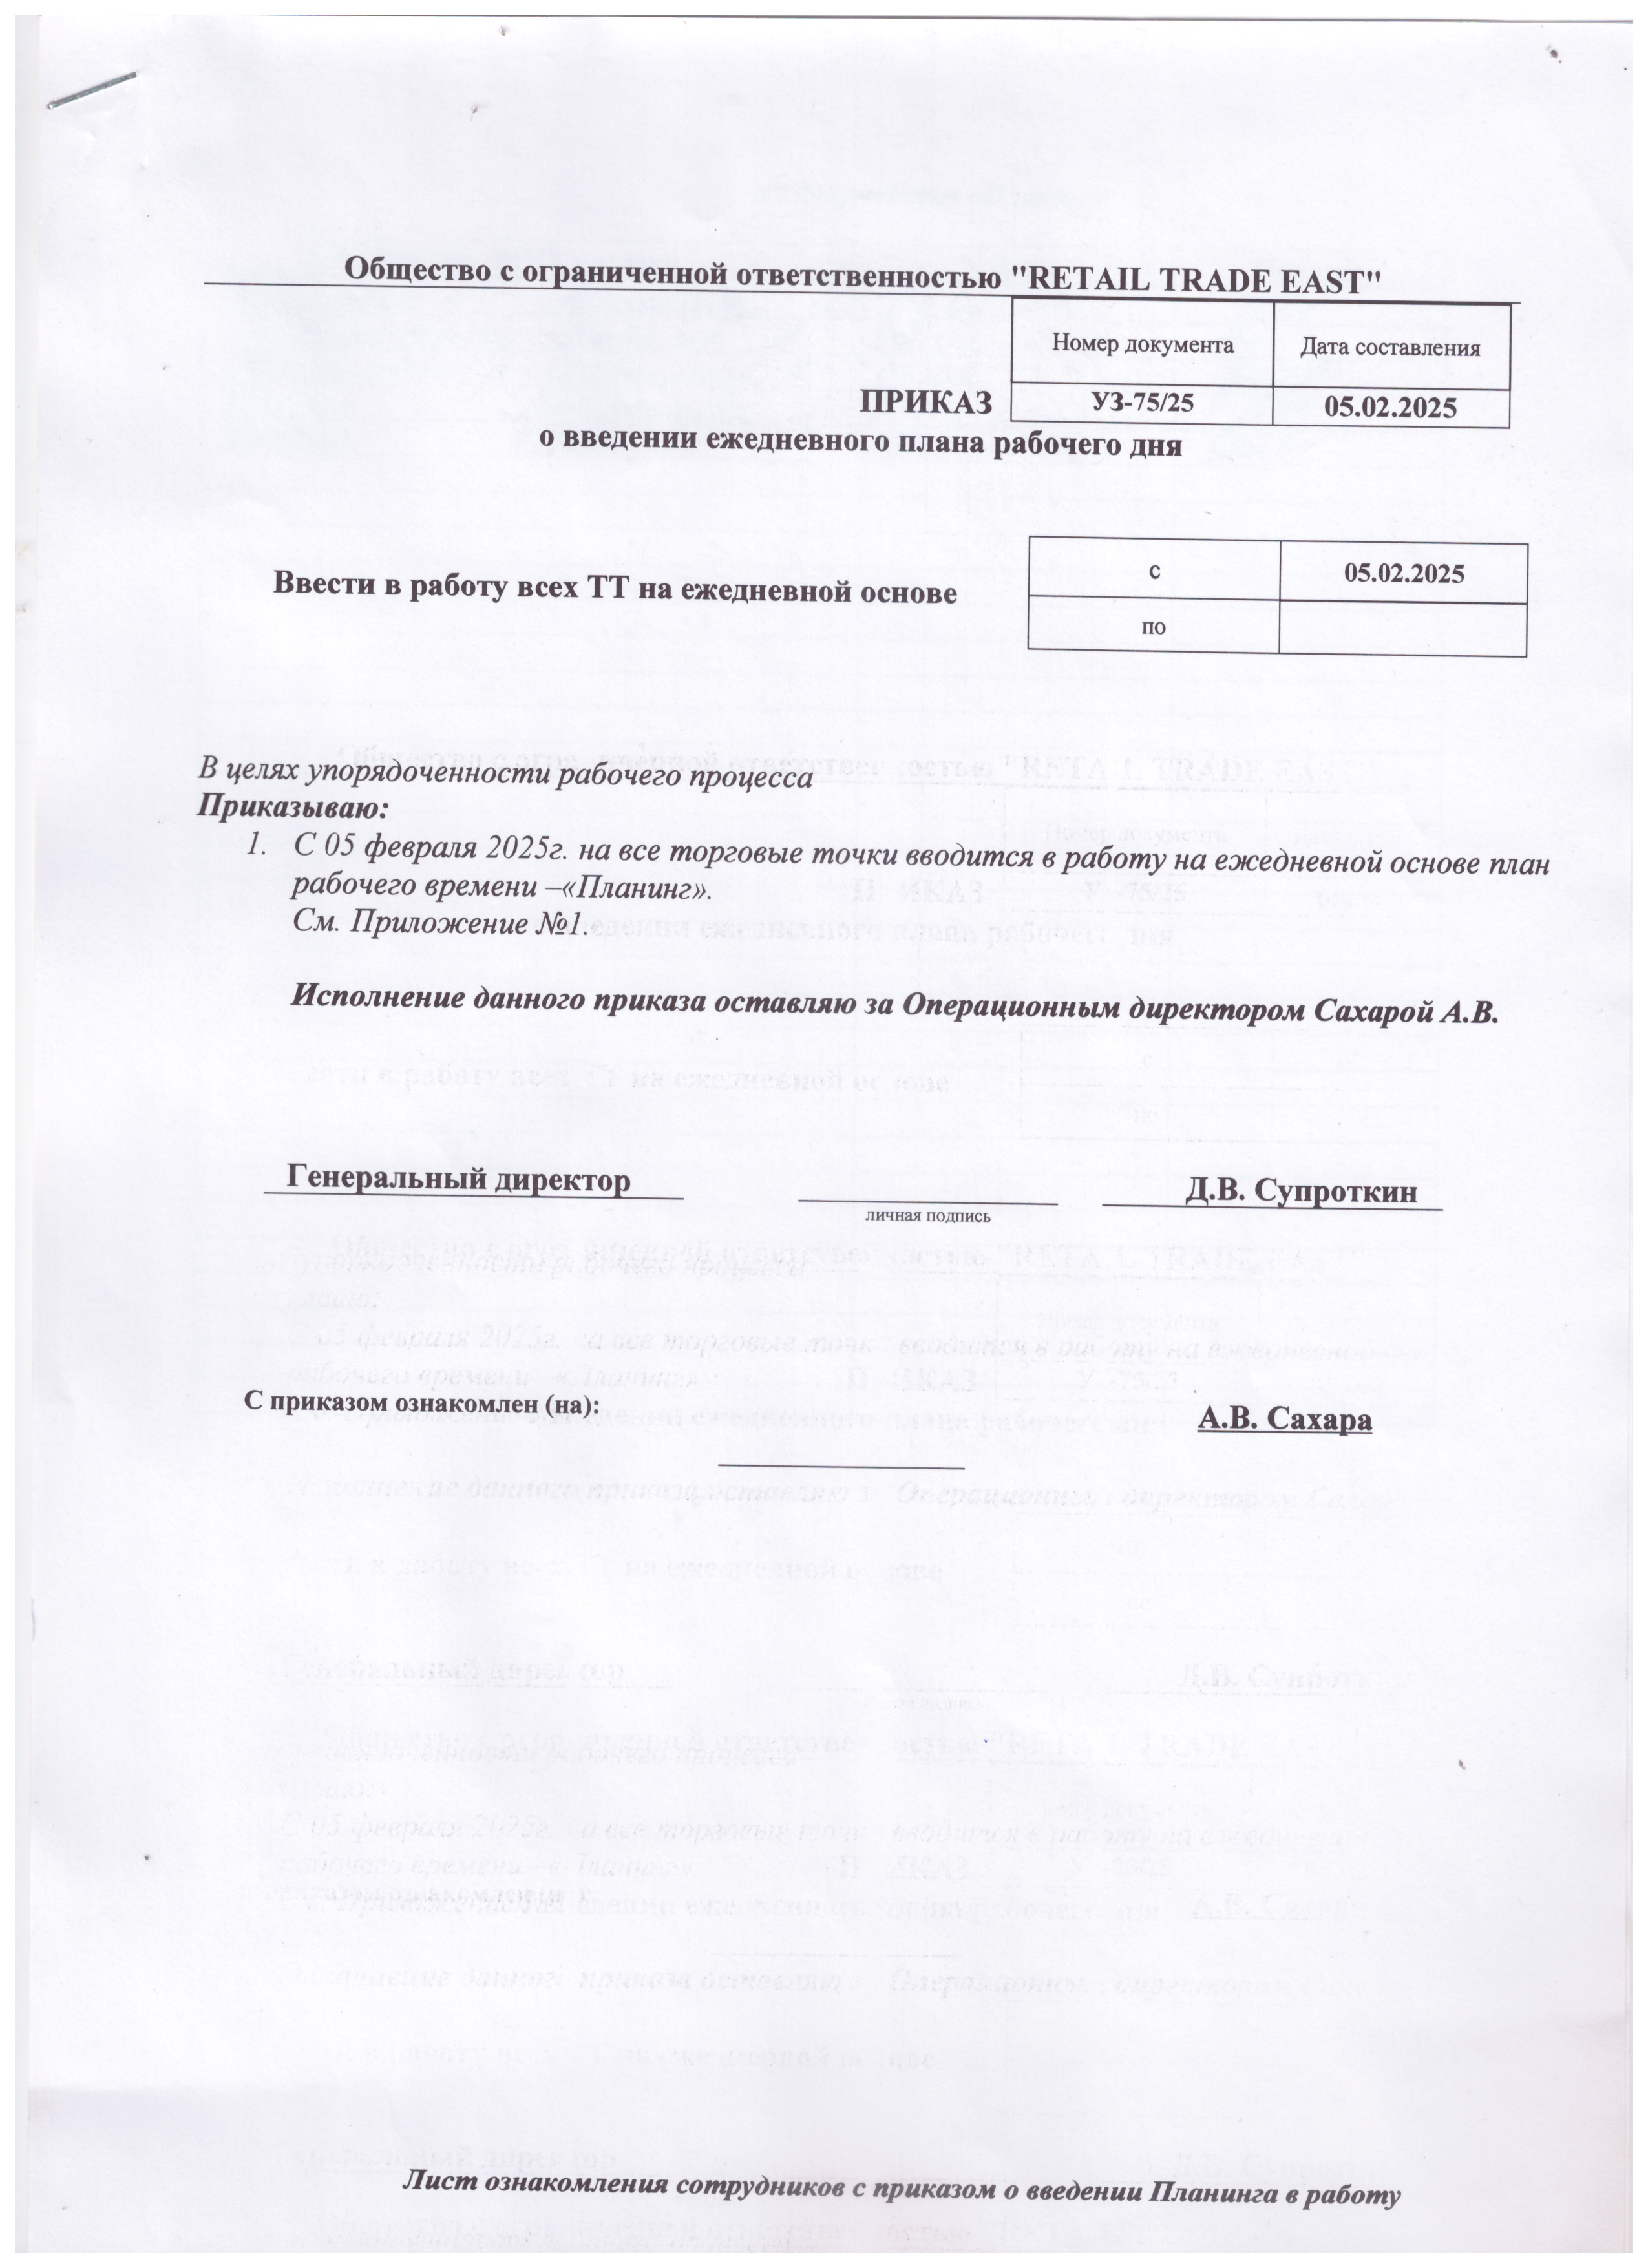 Общество с ограниченной ответственностью "RETAIL TRADE EAST"
Номер документа Дата составления
ПРИКАЗ УЗ-75/25 05.02.2025
о введении ежедневного плана рабочего дня
с 05.02.2025
Ввести в работу всех ТТ на ежедневной основе
по
В целях упорядоченности рабочего процесса
Приказываю:
1. С 05 февраля 2025г. на все торговые точки вводится в работу на ежедневной основе план
рабочего времени –«Планинг».
См. Приложение №1.
Исполнение данного приказа оставляю за Операционным директором Сахарой А.В.
Генеральный директор Д.В. Супроткин
личная подпись
С приказом ознакомлен (на): А.В. Сахара
Лист ознакомления сотрудников с приказом о введении Планинга в работу